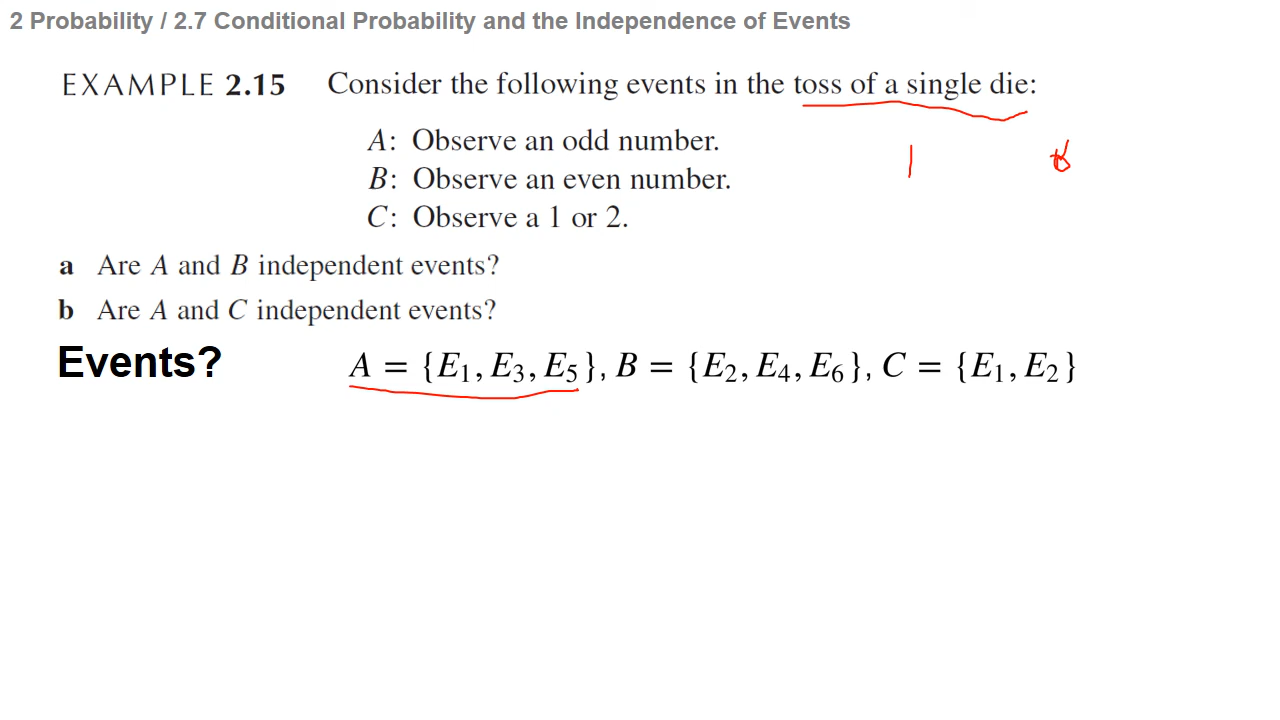 2 Probability / 2.7 Conditional Probability and the Independence of Events
EXAMPLE 2.15 Consider the following events in the toss of a single die:
A: Observe an odd number.
B: Observe an even number.
C: Observe a 1 or 2.
1 6
a Are A and B independent events?
b Are A and C independent events?
Events? A = {E₁, E₃, E₅}, B = {E₂, E₄, E₆}, C = {E₁, E₂}